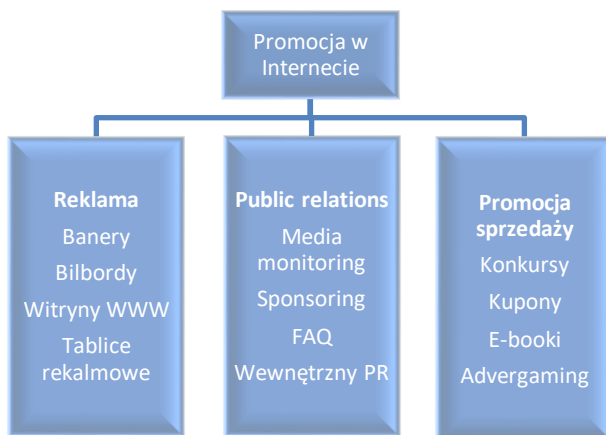 Promocja w
Internecie
Reklama
Banery
Bilbordy
Witryny WWW
Tablice
rekalmowe
Public relations
Media
monitoring
Sponsoring
FAQ
Wewnętrzny PR
Promocja
sprzedaży
Konkursy
Kupony
E-booki
Advergaming